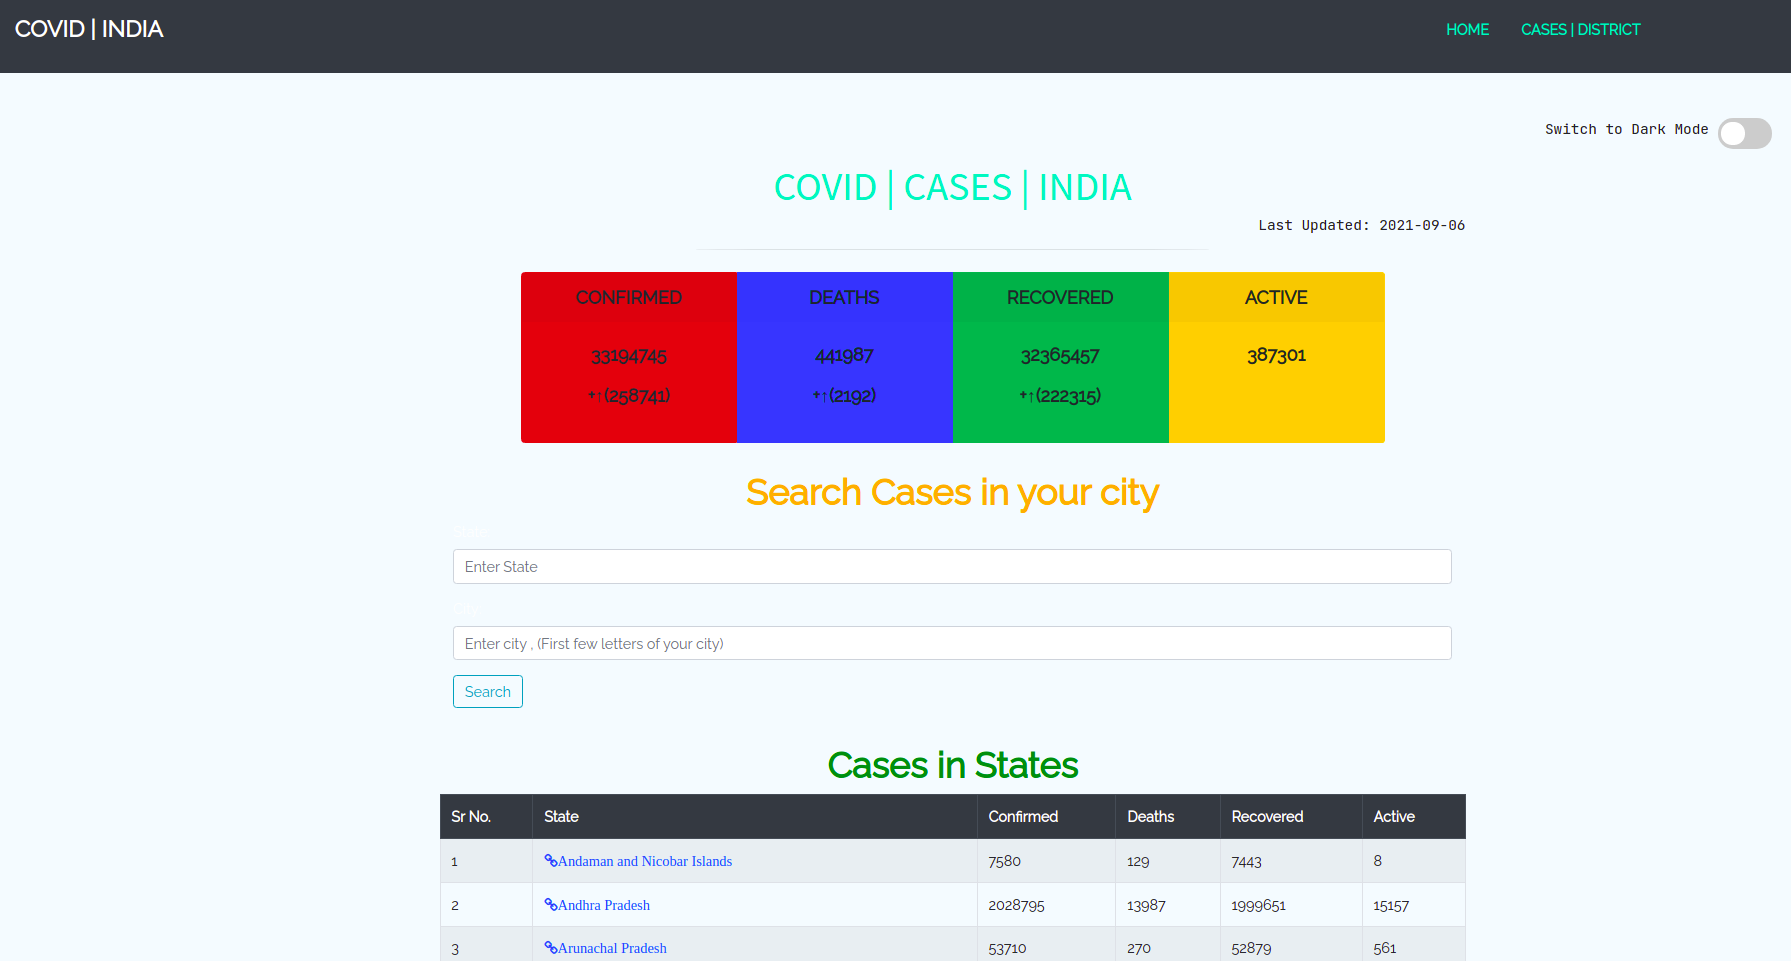 COVID | INDIA
HOME CASES | DISTRICT
Switch to Dark Mode
COVID | CASES | INDIA
Last Updated: 2021-09-06
CONFIRMED DEATHS RECOVERED ACTIVE
33194745 441987 32365457 387301
+↑(258741) +↑(2192) +↑(222315)
Search Cases in your city
State
Enter State
City
Enter city , (First few letters of your city)
Search
Cases in States
Sr No. State Confirmed Deaths Recovered Active
1 Andaman and Nicobar Islands 7580 129 7443 8
2 Andhra Pradesh 2028795 13987 1999651 15157
3 Arunachal Pradesh 53710 270 52879 561